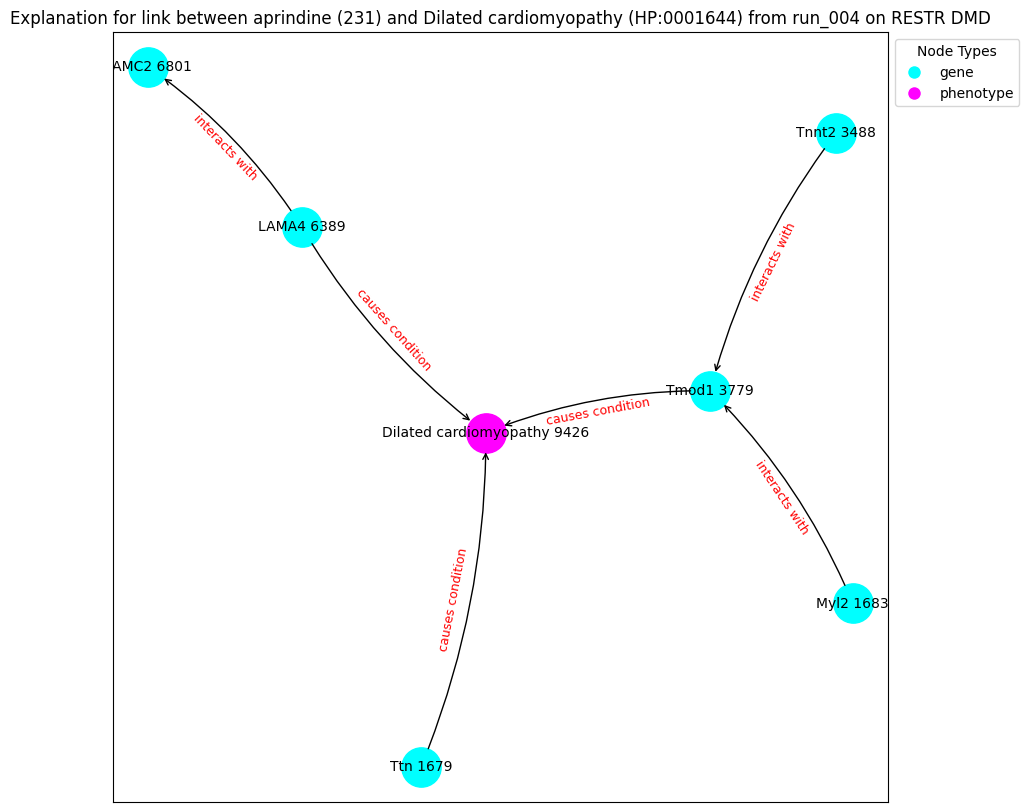 Explanation for link between aprindine (231) and Dilated cardiomyopathy (HP:0001644) from run_004 on RESTR DMD
Node Types
gene
phenotype
AMC2 6801
Tnnt2 3488
interacts with
LAMA4 6389
interacts with
causes condition
Tmod1 3779
causes condition
Dilated cardiomyopathy 9426
interacts with
causes condition
Myl2 1683
Ttn 1679